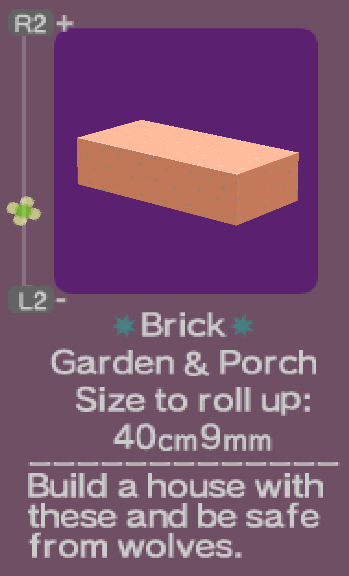 R2 +
L2 -
Brick
Garden & Porch
Size to roll up:
40cm9mm
Build a house with
these and be safe
from wolves.